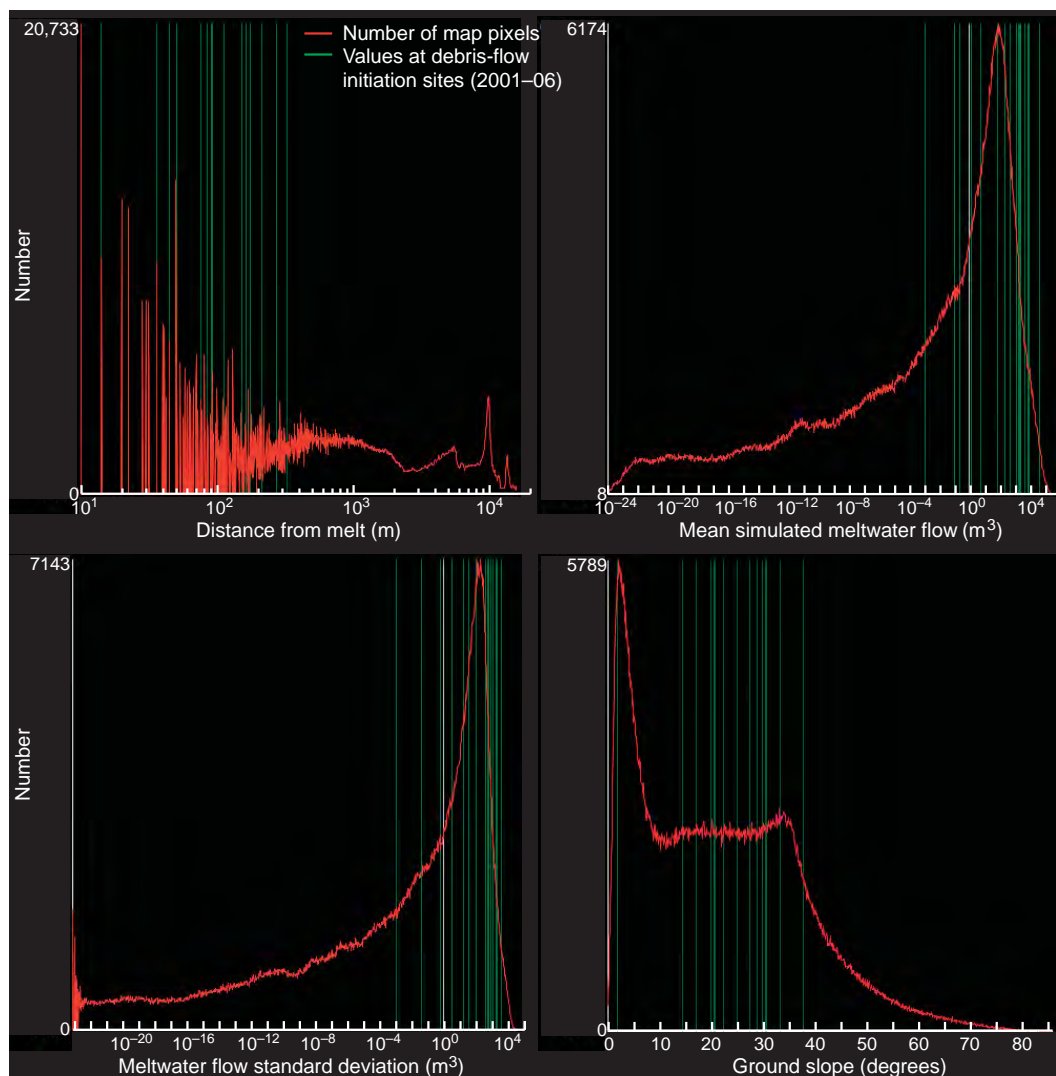 20,733
Number of map pixels
Values at debris-flow
initiation sites (2001–06)
Number
0
10¹ 10² 10³ 10⁴
Distance from melt (m)
6174
8
10⁻²⁴ 10⁻²⁰ 10⁻¹⁶ 10⁻¹² 10⁻⁸ 10⁻⁴ 10⁰ 10⁴
Mean simulated meltwater flow (m³)
7143
Number
0
10⁻²⁰ 10⁻¹⁶ 10⁻¹² 10⁻⁸ 10⁻⁴ 10⁰ 10⁴
Meltwater flow standard deviation (m³)
5789
0
0 10 20 30 40 50 60 70 80
Ground slope (degrees)